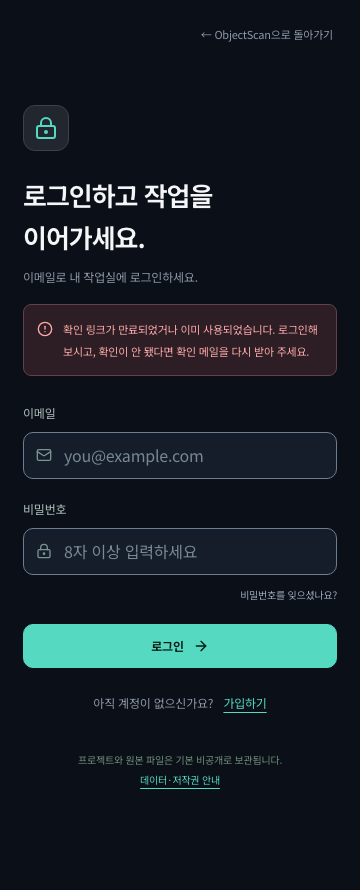 ← ObjectScan으로 돌아가기
로그인하고 작업을
이어가세요.
이메일로 내 작업실에 로그인하세요.
확인 링크가 만료되었거나 이미 사용되었습니다. 로그인해
보시고, 확인이 안 됐다면 확인 메일을 다시 받아 주세요.
이메일
you@example.com
비밀번호
8자 이상 입력하세요
비밀번호를 잊으셨나요?
로그인 →
아직 계정이 없으신가요? 가입하기
프로젝트와 원본 파일은 기본 비공개로 보관됩니다.
데이터·저작권 안내